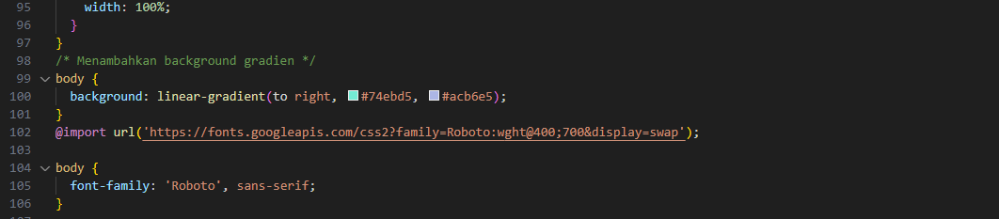 95 width: 100%;
96 }
97 }
98 /* Menambahkan background gradien */
99 body {
100 background: linear-gradient(to right, #74ebd5, #acb6e5);
101 }
102 @import url('https://fonts.googleapis.com/css2?family=Roboto:wght@400;700&display=swap');
103
104 body {
105 font-family: 'Roboto', sans-serif;
106 }